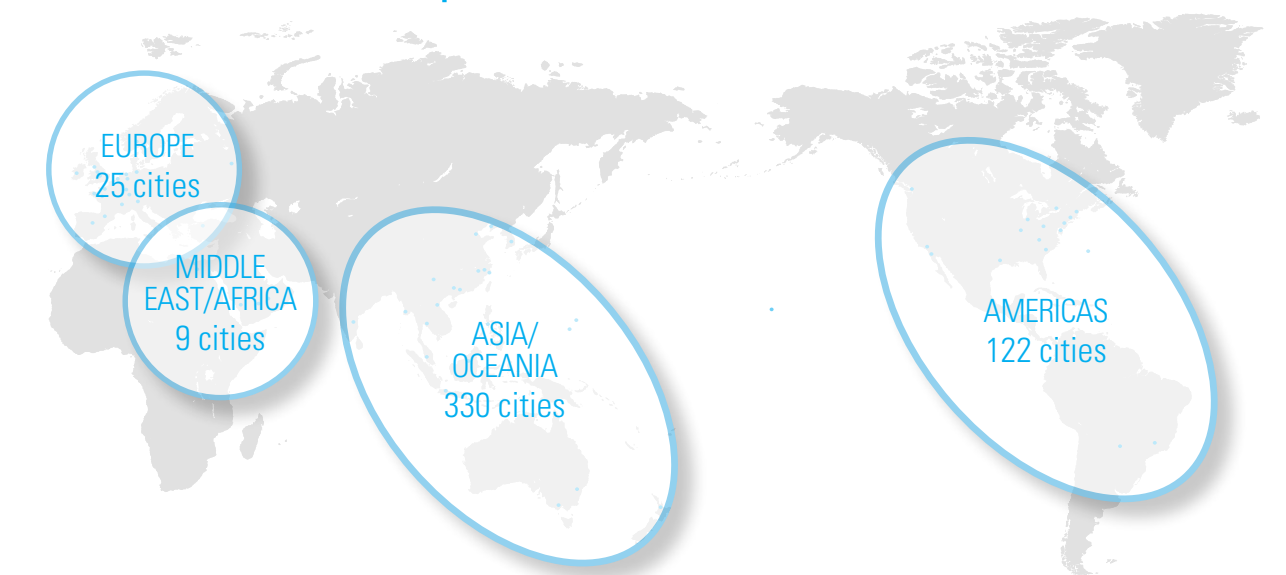 EUROPE
25 cities
MIDDLE
EAST/AFRICA
9 cities
ASIA/
OCEANIA
330 cities
AMERICAS
122 cities